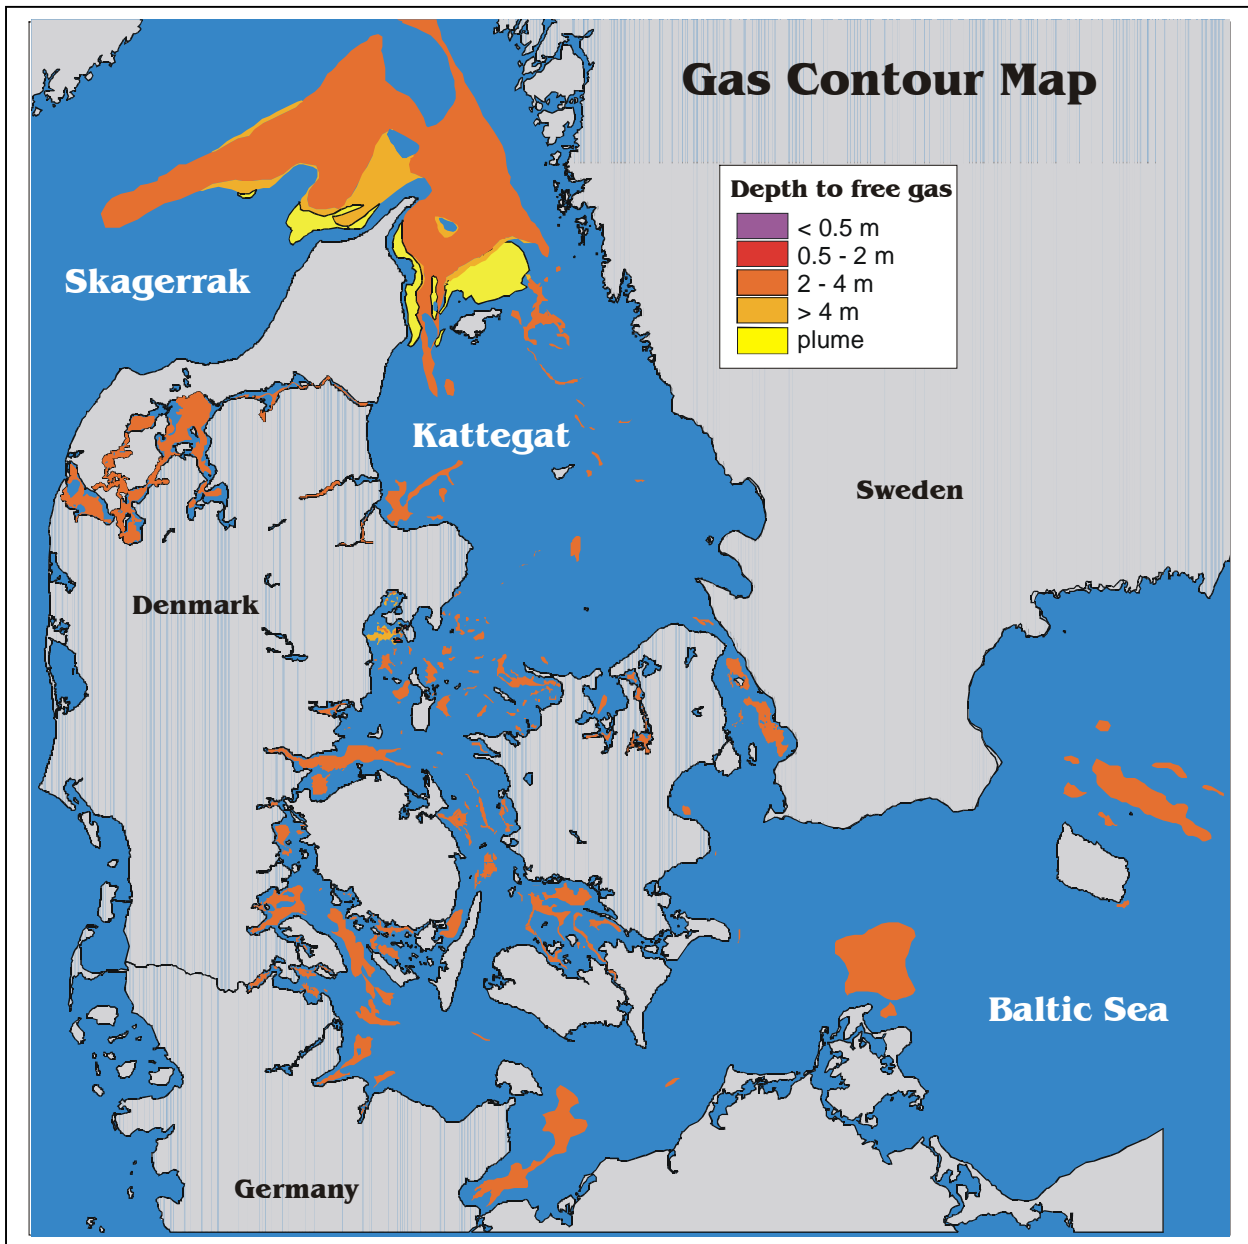 Gas Contour Map
Depth to free gas
< 0.5 m
0.5 - 2 m
2 - 4 m
> 4 m
plume
Skagerrak
Kattegat
Sweden
Denmark
Baltic Sea
Germany